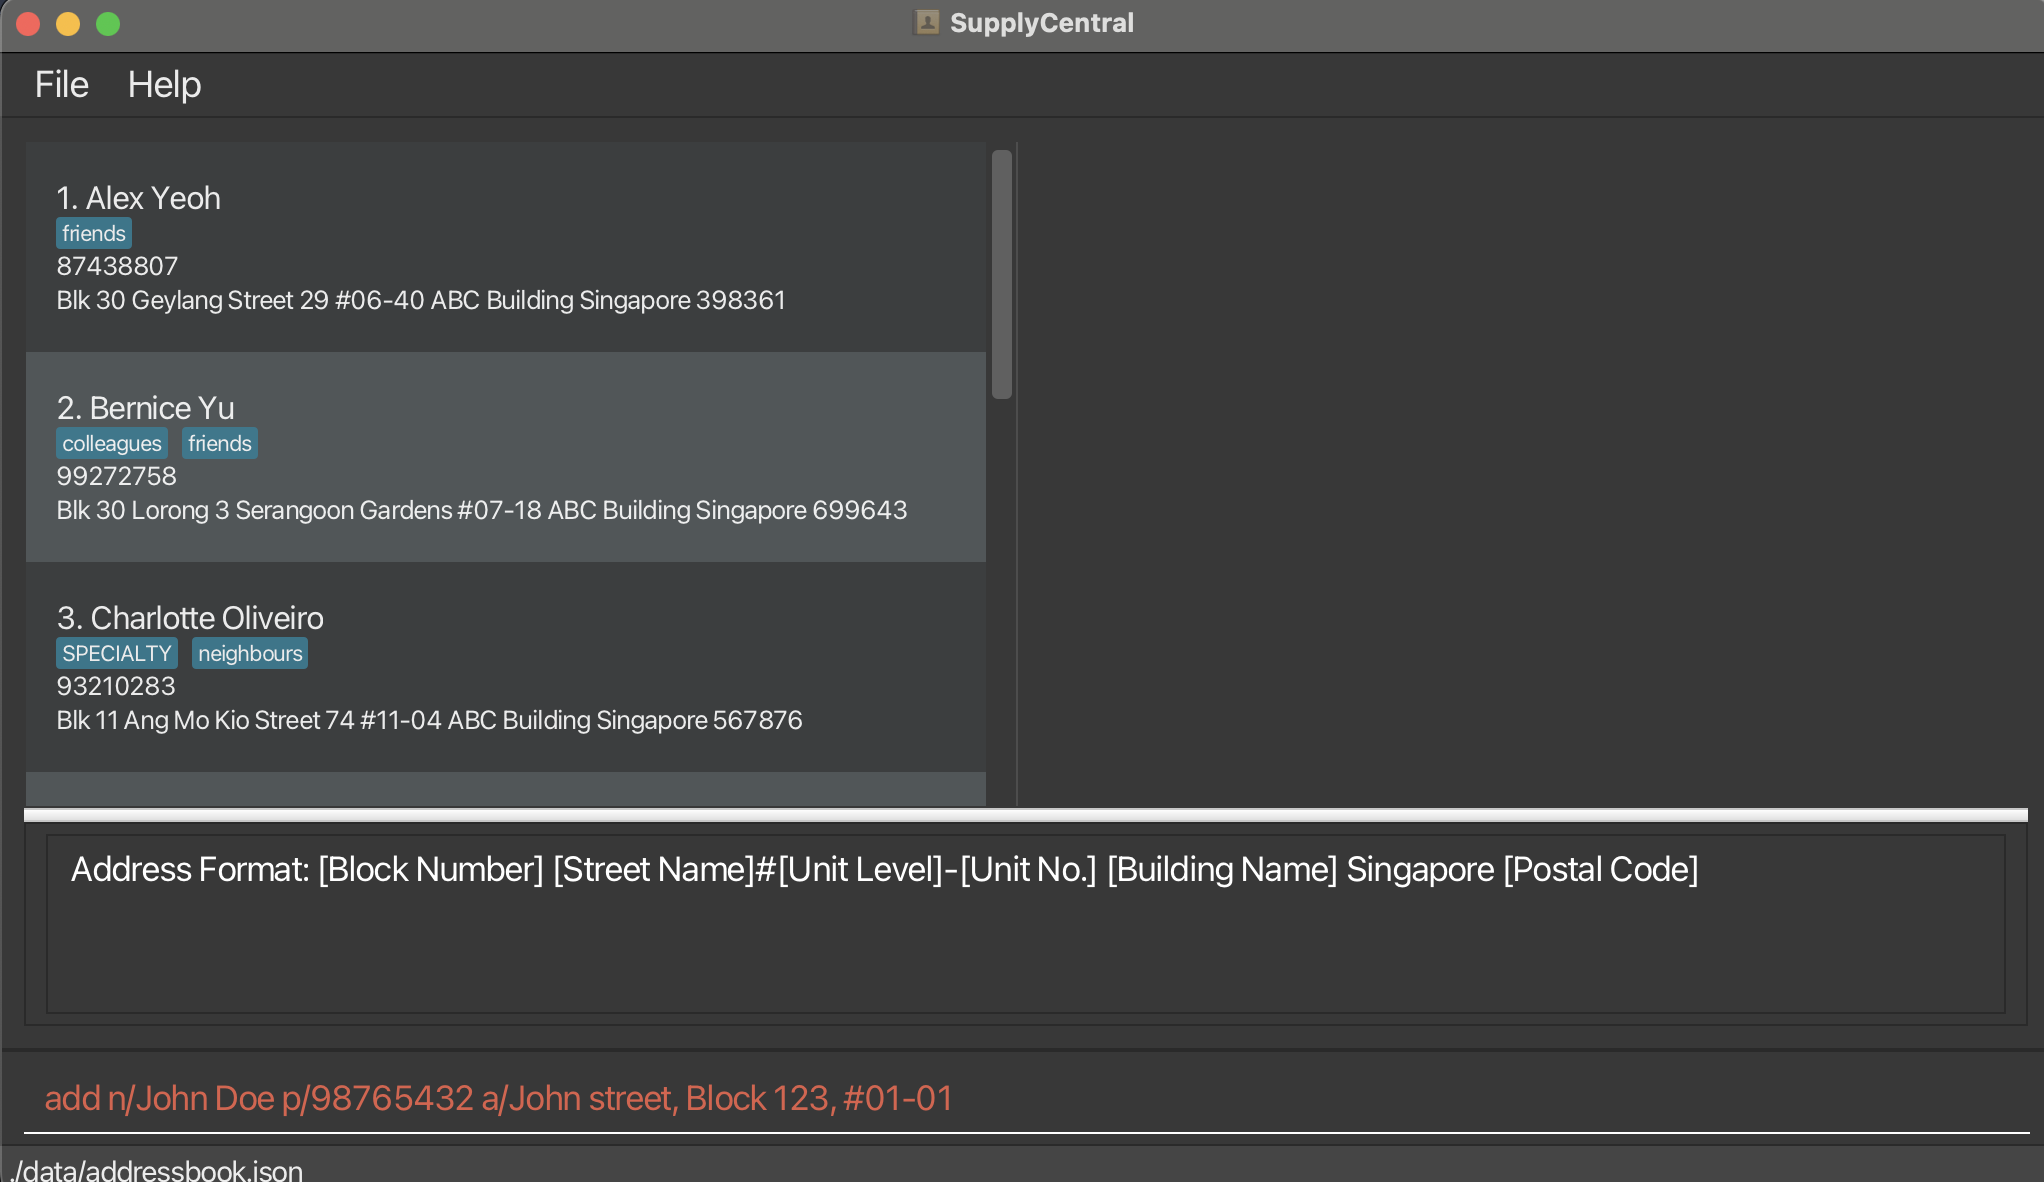 SupplyCentral
File Help
1. Alex Yeoh
friends
87438807
Blk 30 Geylang Street 29 #06-40 ABC Building Singapore 398361
2. Bernice Yu
colleagues friends
99272758
Blk 30 Lorong 3 Serangoon Gardens #07-18 ABC Building Singapore 699643
3. Charlotte Oliveiro
SPECIALTY neighbours
93210283
Blk 11 Ang Mo Kio Street 74 #11-04 ABC Building Singapore 567876
Address Format: [Block Number] [Street Name]#[Unit Level]-[Unit No.] [Building Name] Singapore [Postal Code]
add n/John Doe p/98765432 a/John street, Block 123, #01-01
./data/addressbook.json